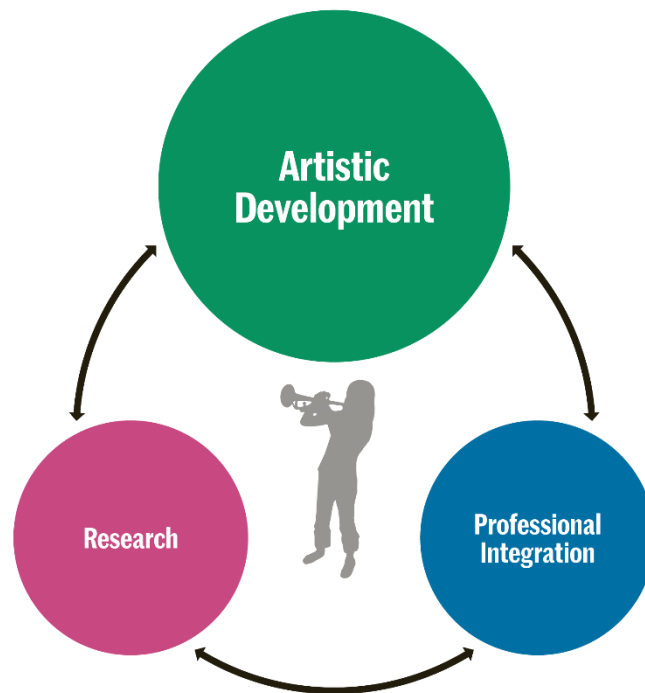 Artistic
Development
Research
Professional
Integration